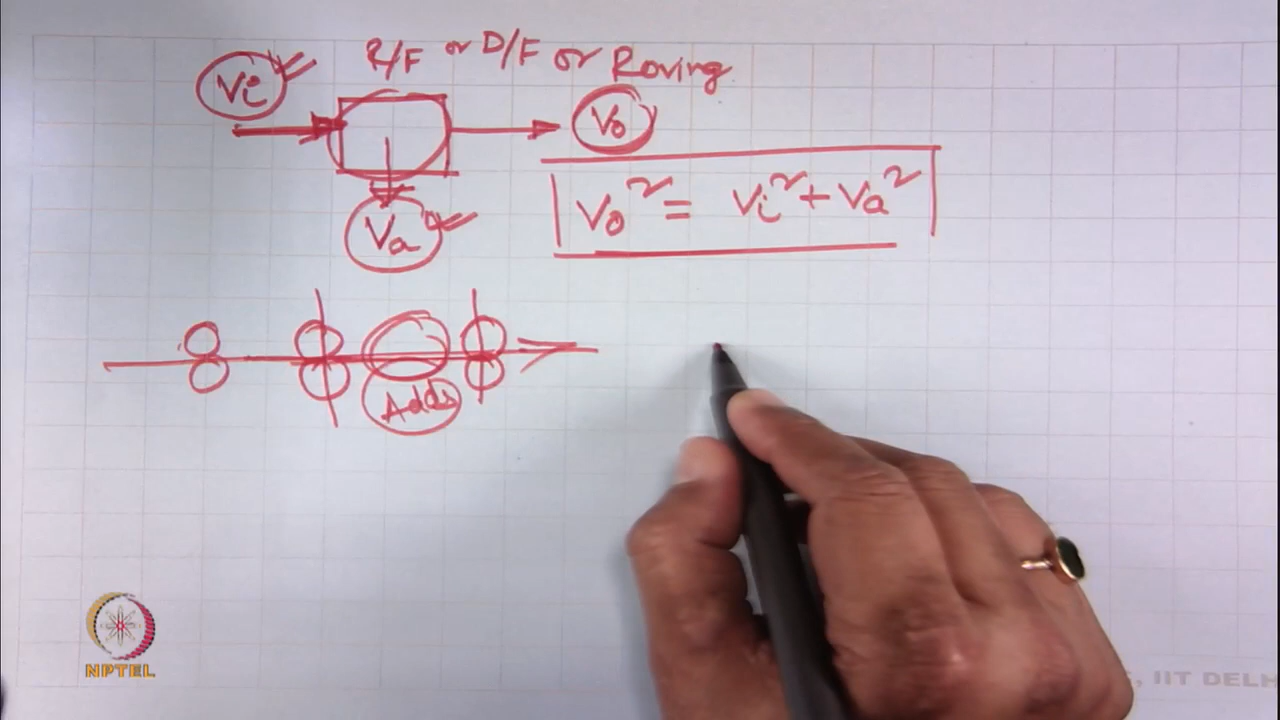 R/F or D/F or Roving
Vi
Vo
Va
Vo² = Vi² + Va²
Adds
NPTEL
, IIT DELH